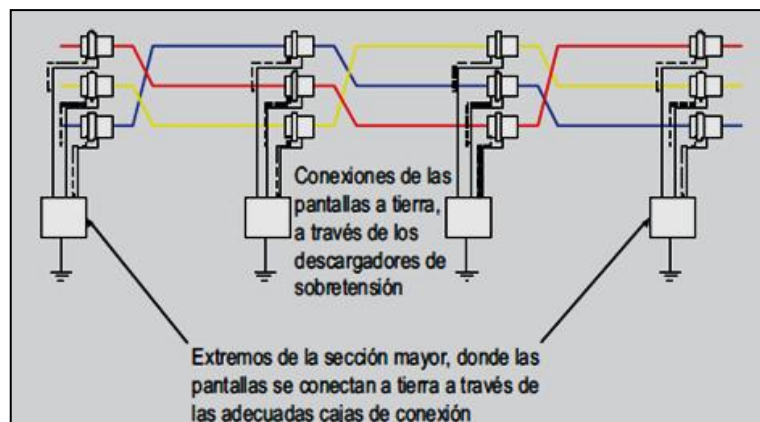 Conexiones de las
pantallas a tierra,
a través de los
descargadores de
sobretensión
Extremos de la sección mayor, donde las
pantallas se conectan a tierra a través de
las adecuadas cajas de conexión